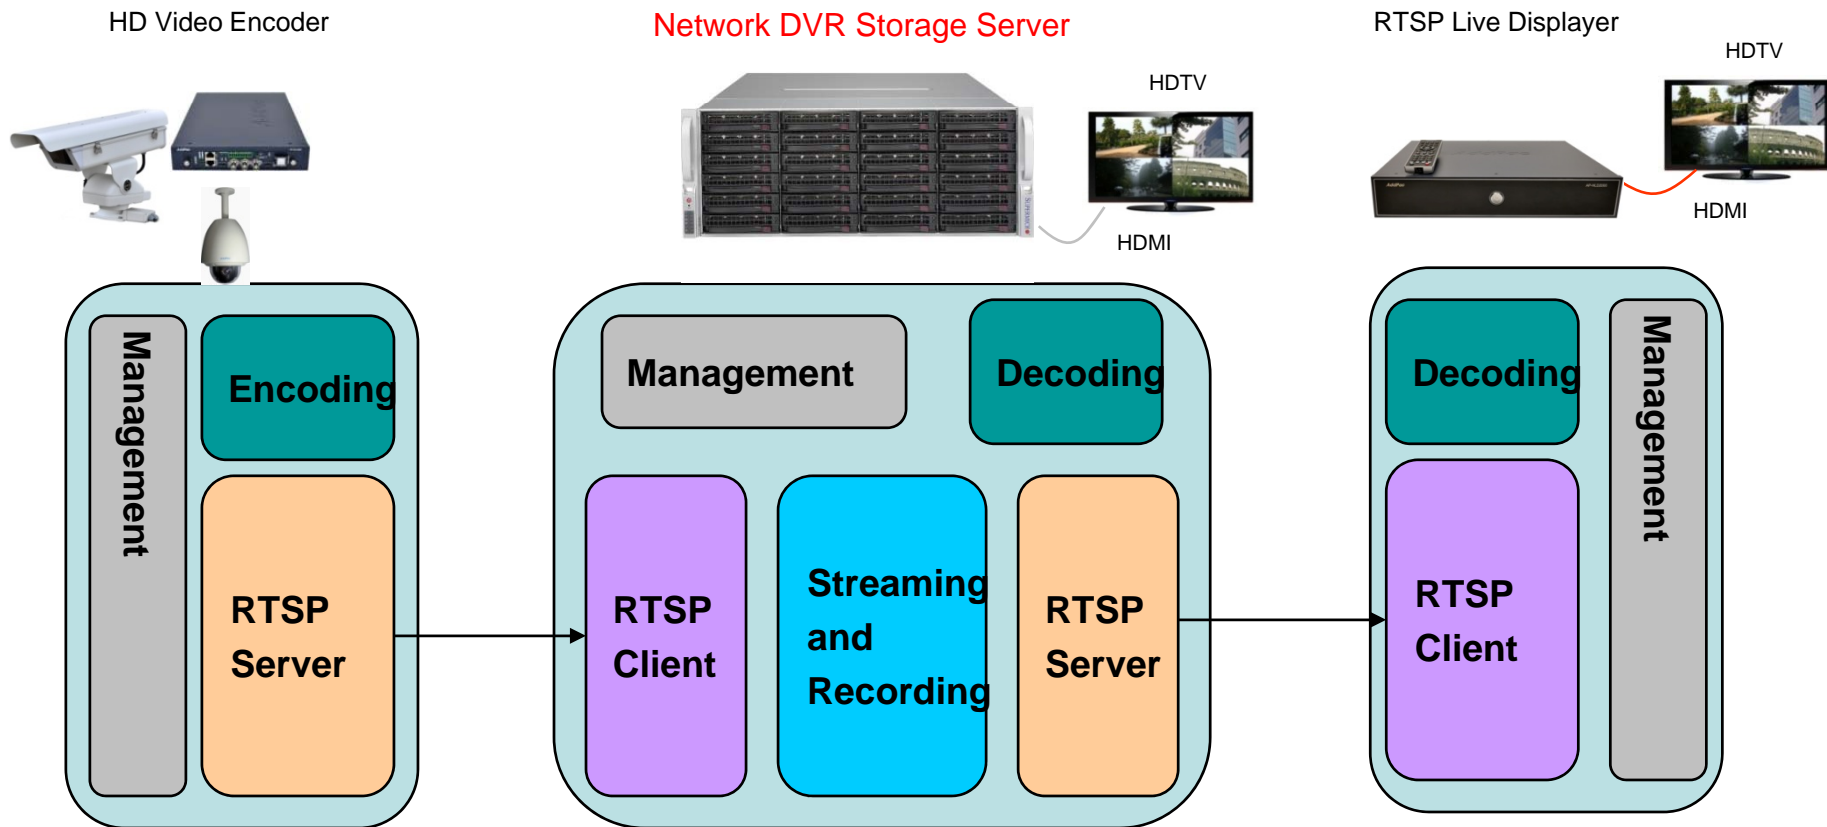 HD Video Encoder
Network DVR Storage Server
RTSP Live Displayer
HDTV
HDMI
HDTV
HDMI
Management
Encoding
RTSP
Server
Management
Decoding
RTSP
Client
Streaming
and
Recording
RTSP
Server
Decoding
RTSP
Client
Management